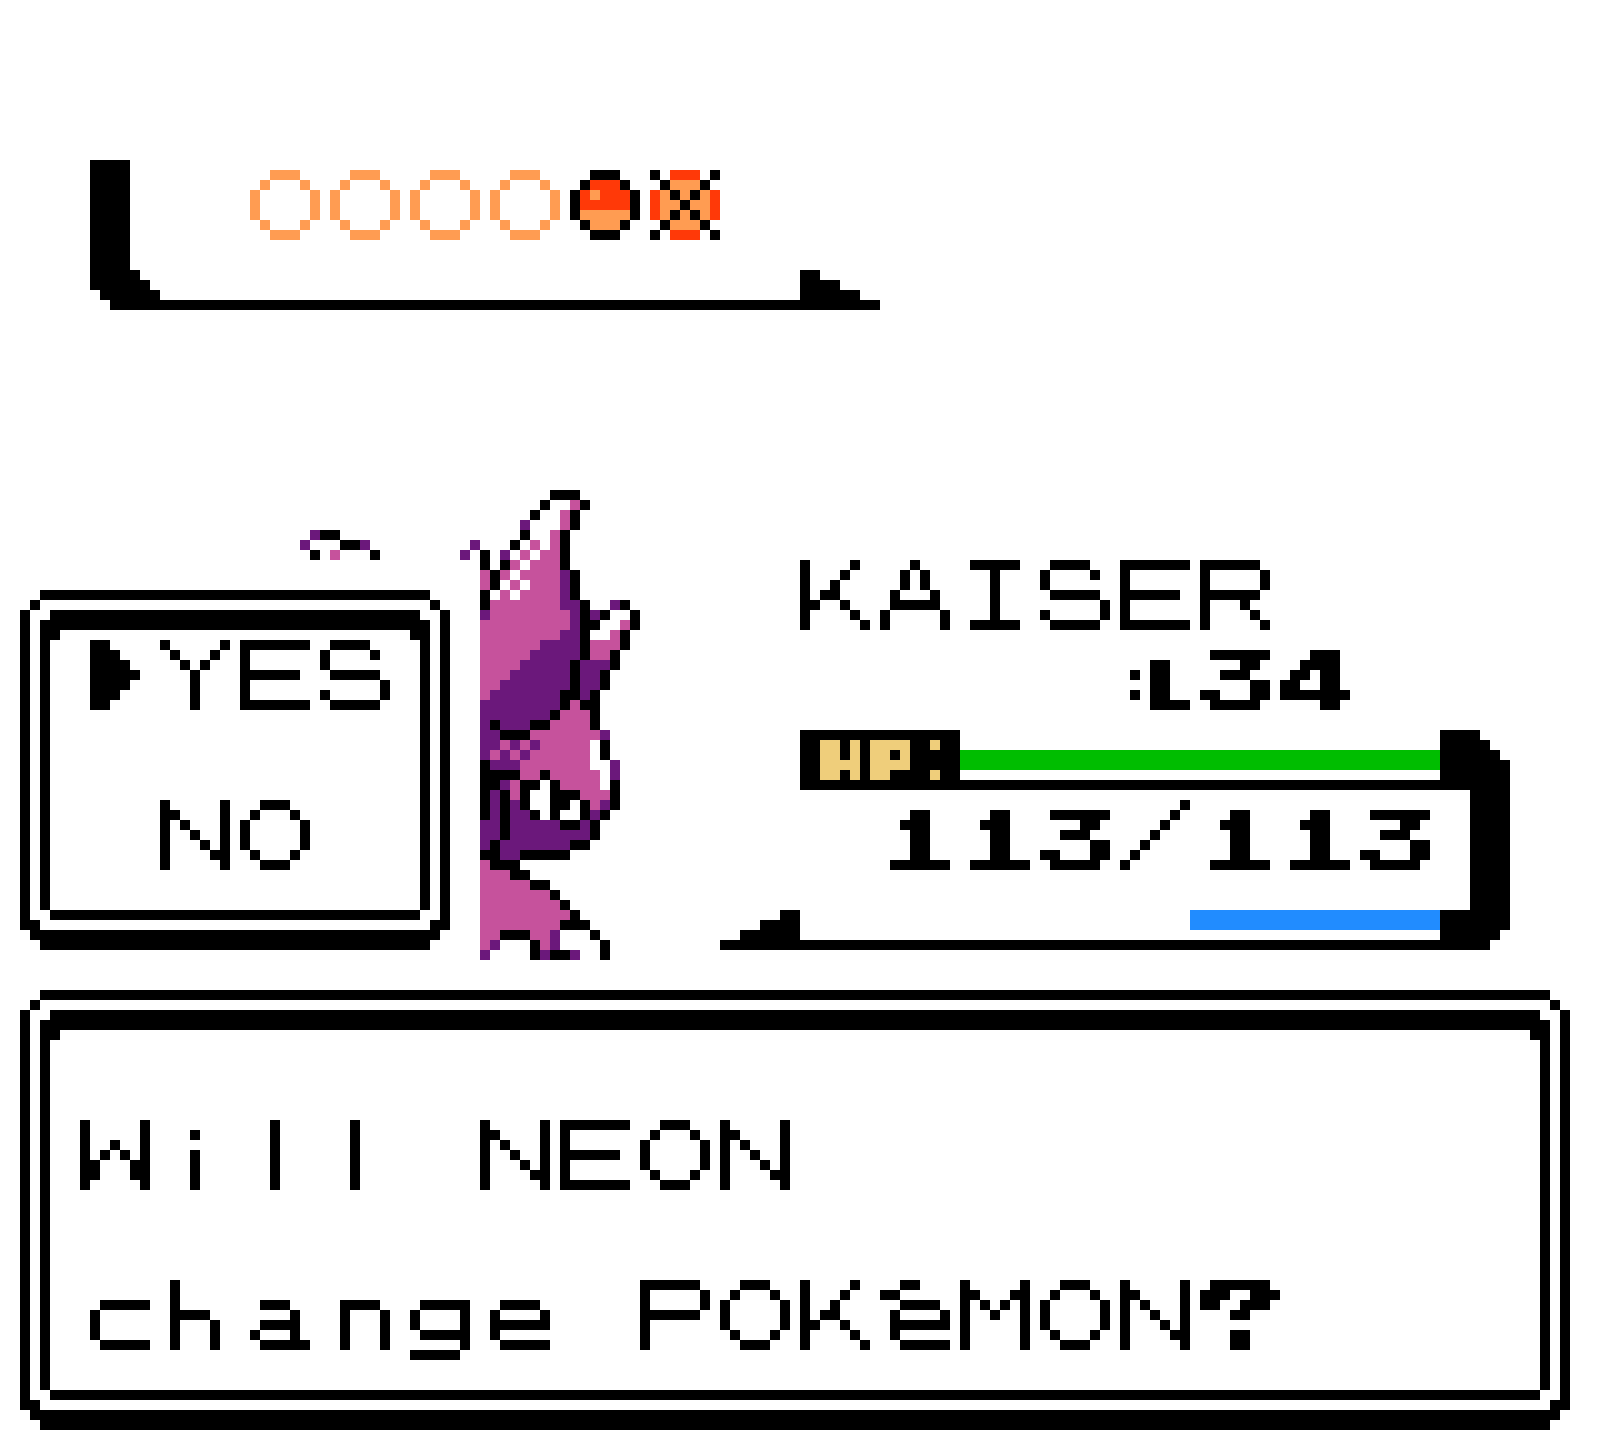 KAISER
:L34
▶YES
HP:
113/113
NO
Will NEON
change POKéMON?